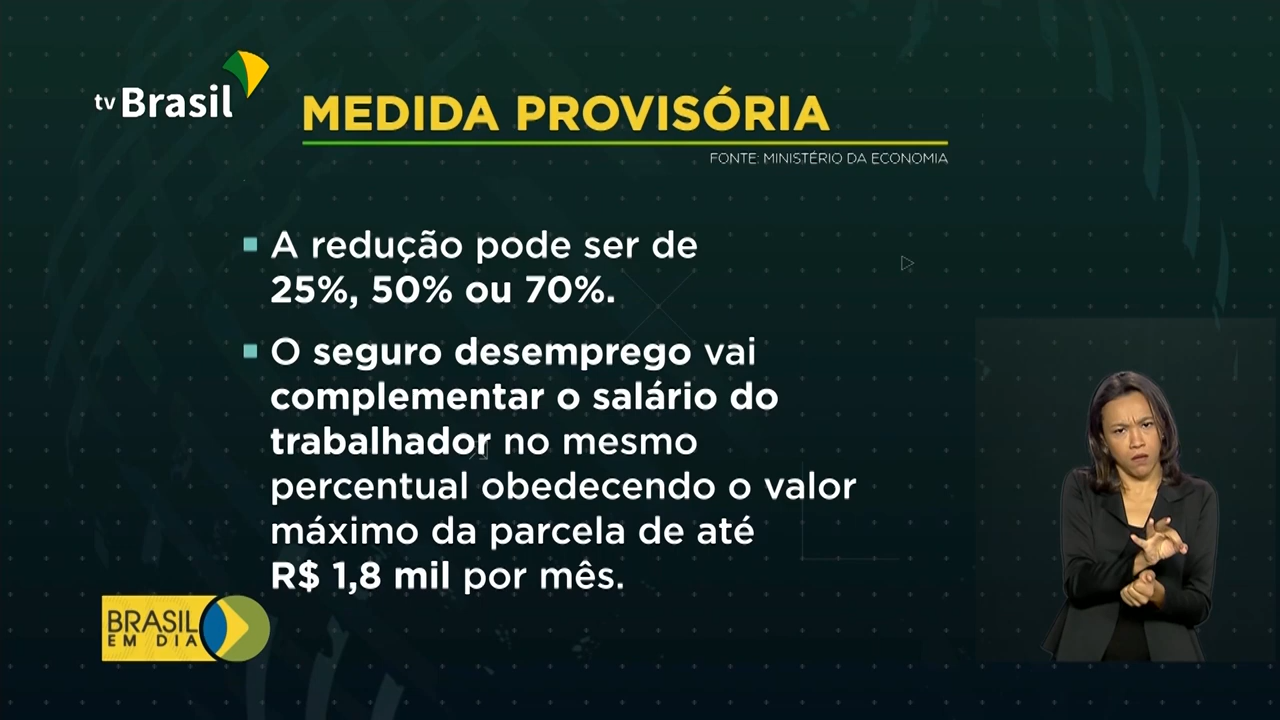 tv Brasil
MEDIDA PROVISÓRIA
FONTE: MINISTÉRIO DA ECONOMIA
A redução pode ser de
25%, 50% ou 70%.
O seguro desemprego vai
complementar o salário do
trabalhador no mesmo
percentual obedecendo o valor
máximo da parcela de até
R$ 1,8 mil por mês.
BRASIL
EM DIA